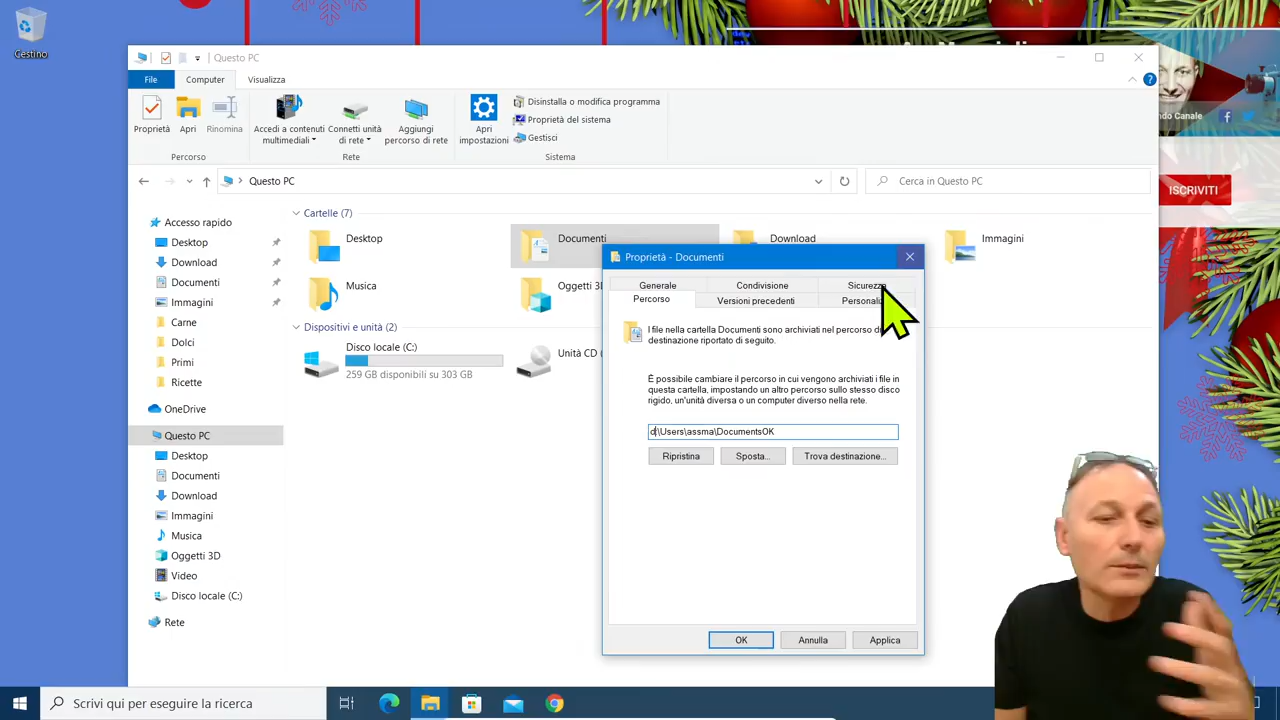 Cestino
Questo PC
File
Computer
Visualizza
Proprietà
Apri
Rinomina
Accedi a contenuti
multimediali
Connetti unità
di rete
Aggiungi
percorso di rete
Apri
impostazioni
Disinstalla o modifica programma
Proprietà del sistema
Gestisci
Percorso
Rete
Sistema
Questo PC
Cerca in Questo PC
ndo Canale
ISCRIVITI
Accesso rapido
Desktop
Download
Documenti
Immagini
Carne
Dolci
Primi
Ricette
OneDrive
Questo PC
Desktop
Documenti
Download
Immagini
Musica
Oggetti 3D
Video
Disco locale (C:)
Rete
Cartelle (7)
Desktop
Documenti
Download
Immagini
Musica
Oggetti 3
Dispositivi e unità (2)
Disco locale (C:)
259 GB disponibili su 303 GB
Unità CD (
Proprietà - Documenti
Generale
Condivisione
Sicurezza
Percorso
Versioni precedenti
Personaliz
I file nella cartella Documenti sono archiviati nel percorso di
destinazione riportato di seguito.
È possibile cambiare il percorso in cui vengono archiviati i file in
questa cartella, impostando un altro percorso sullo stesso disco
rigido, un'unità diversa o un computer diverso nella rete.
d:\Users\assma\DocumentsOK
Ripristina
Sposta...
Trova destinazione...
OK
Annulla
Applica
Scrivi qui per eseguire la ricerca